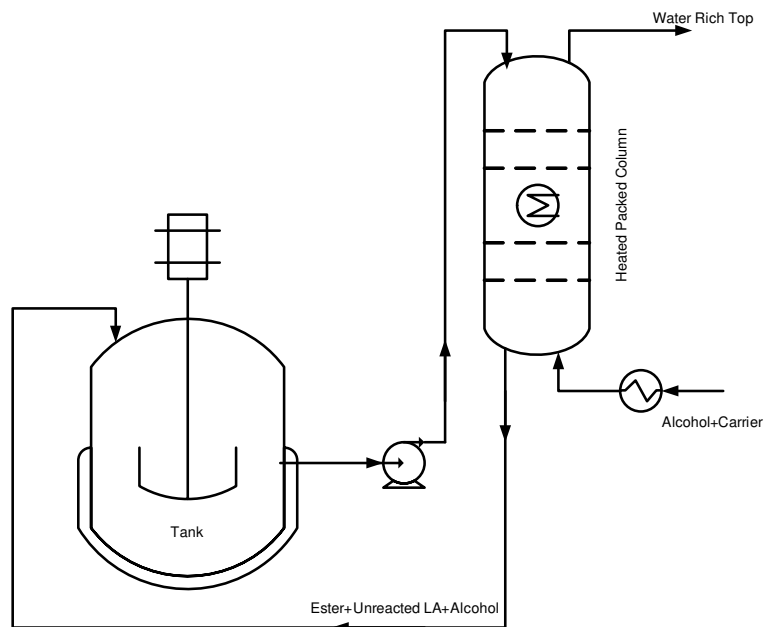 Water Rich Top
Heated Packed Column
Alcohol+Carrier
Tank
Ester+Unreacted LA+Alcohol